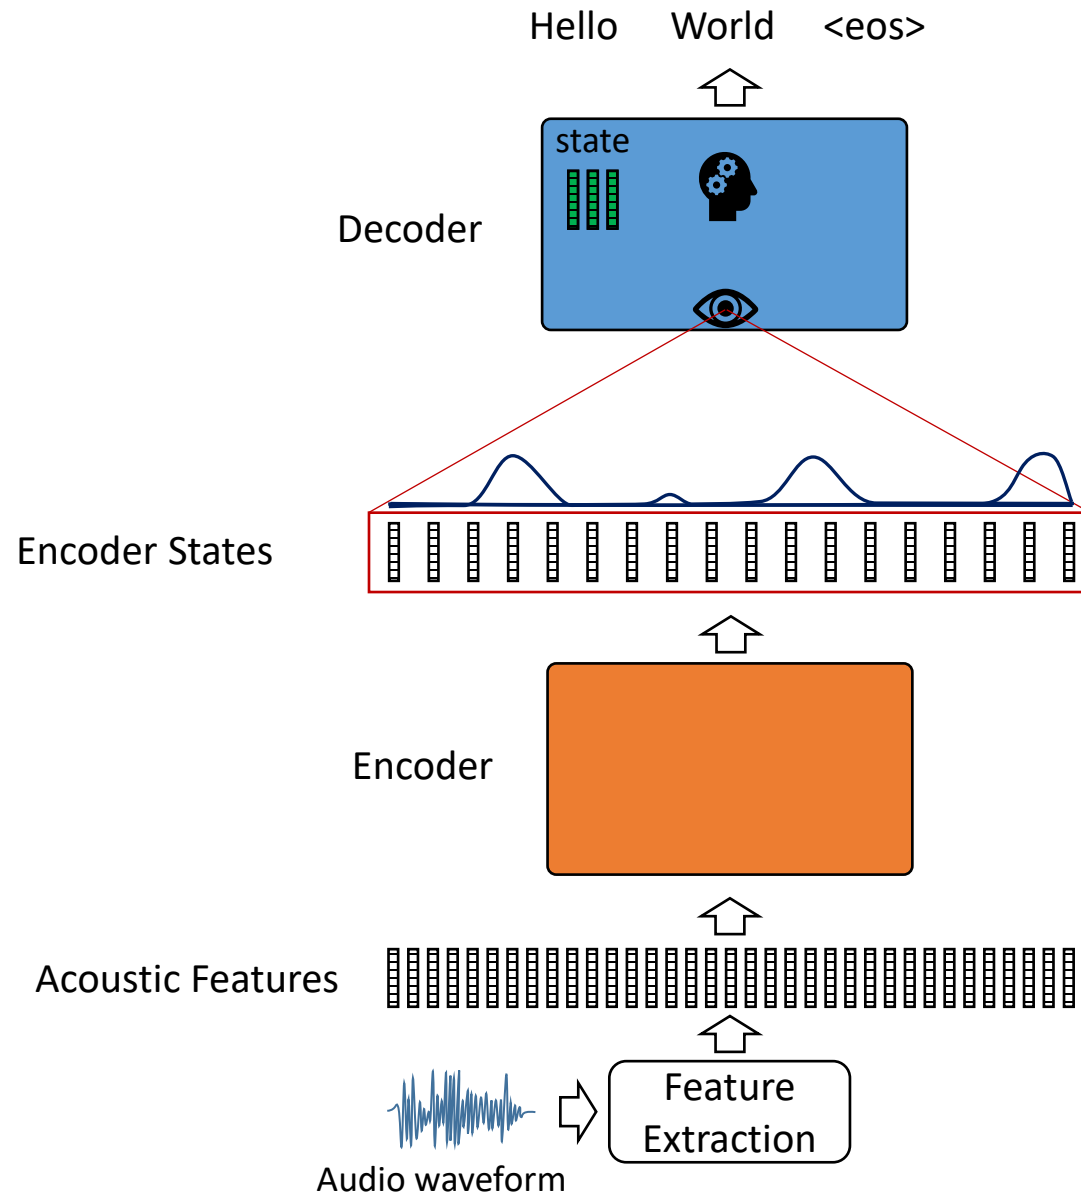 Hello World <eos>
state
Decoder
Encoder States
Encoder
Acoustic Features
Feature
Extraction
Audio waveform